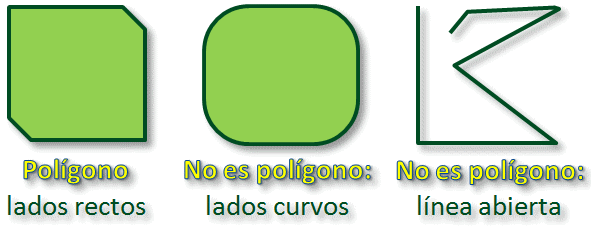 Polígono
lados rectos
No es polígono:
lados curvos
No es polígono:
línea abierta